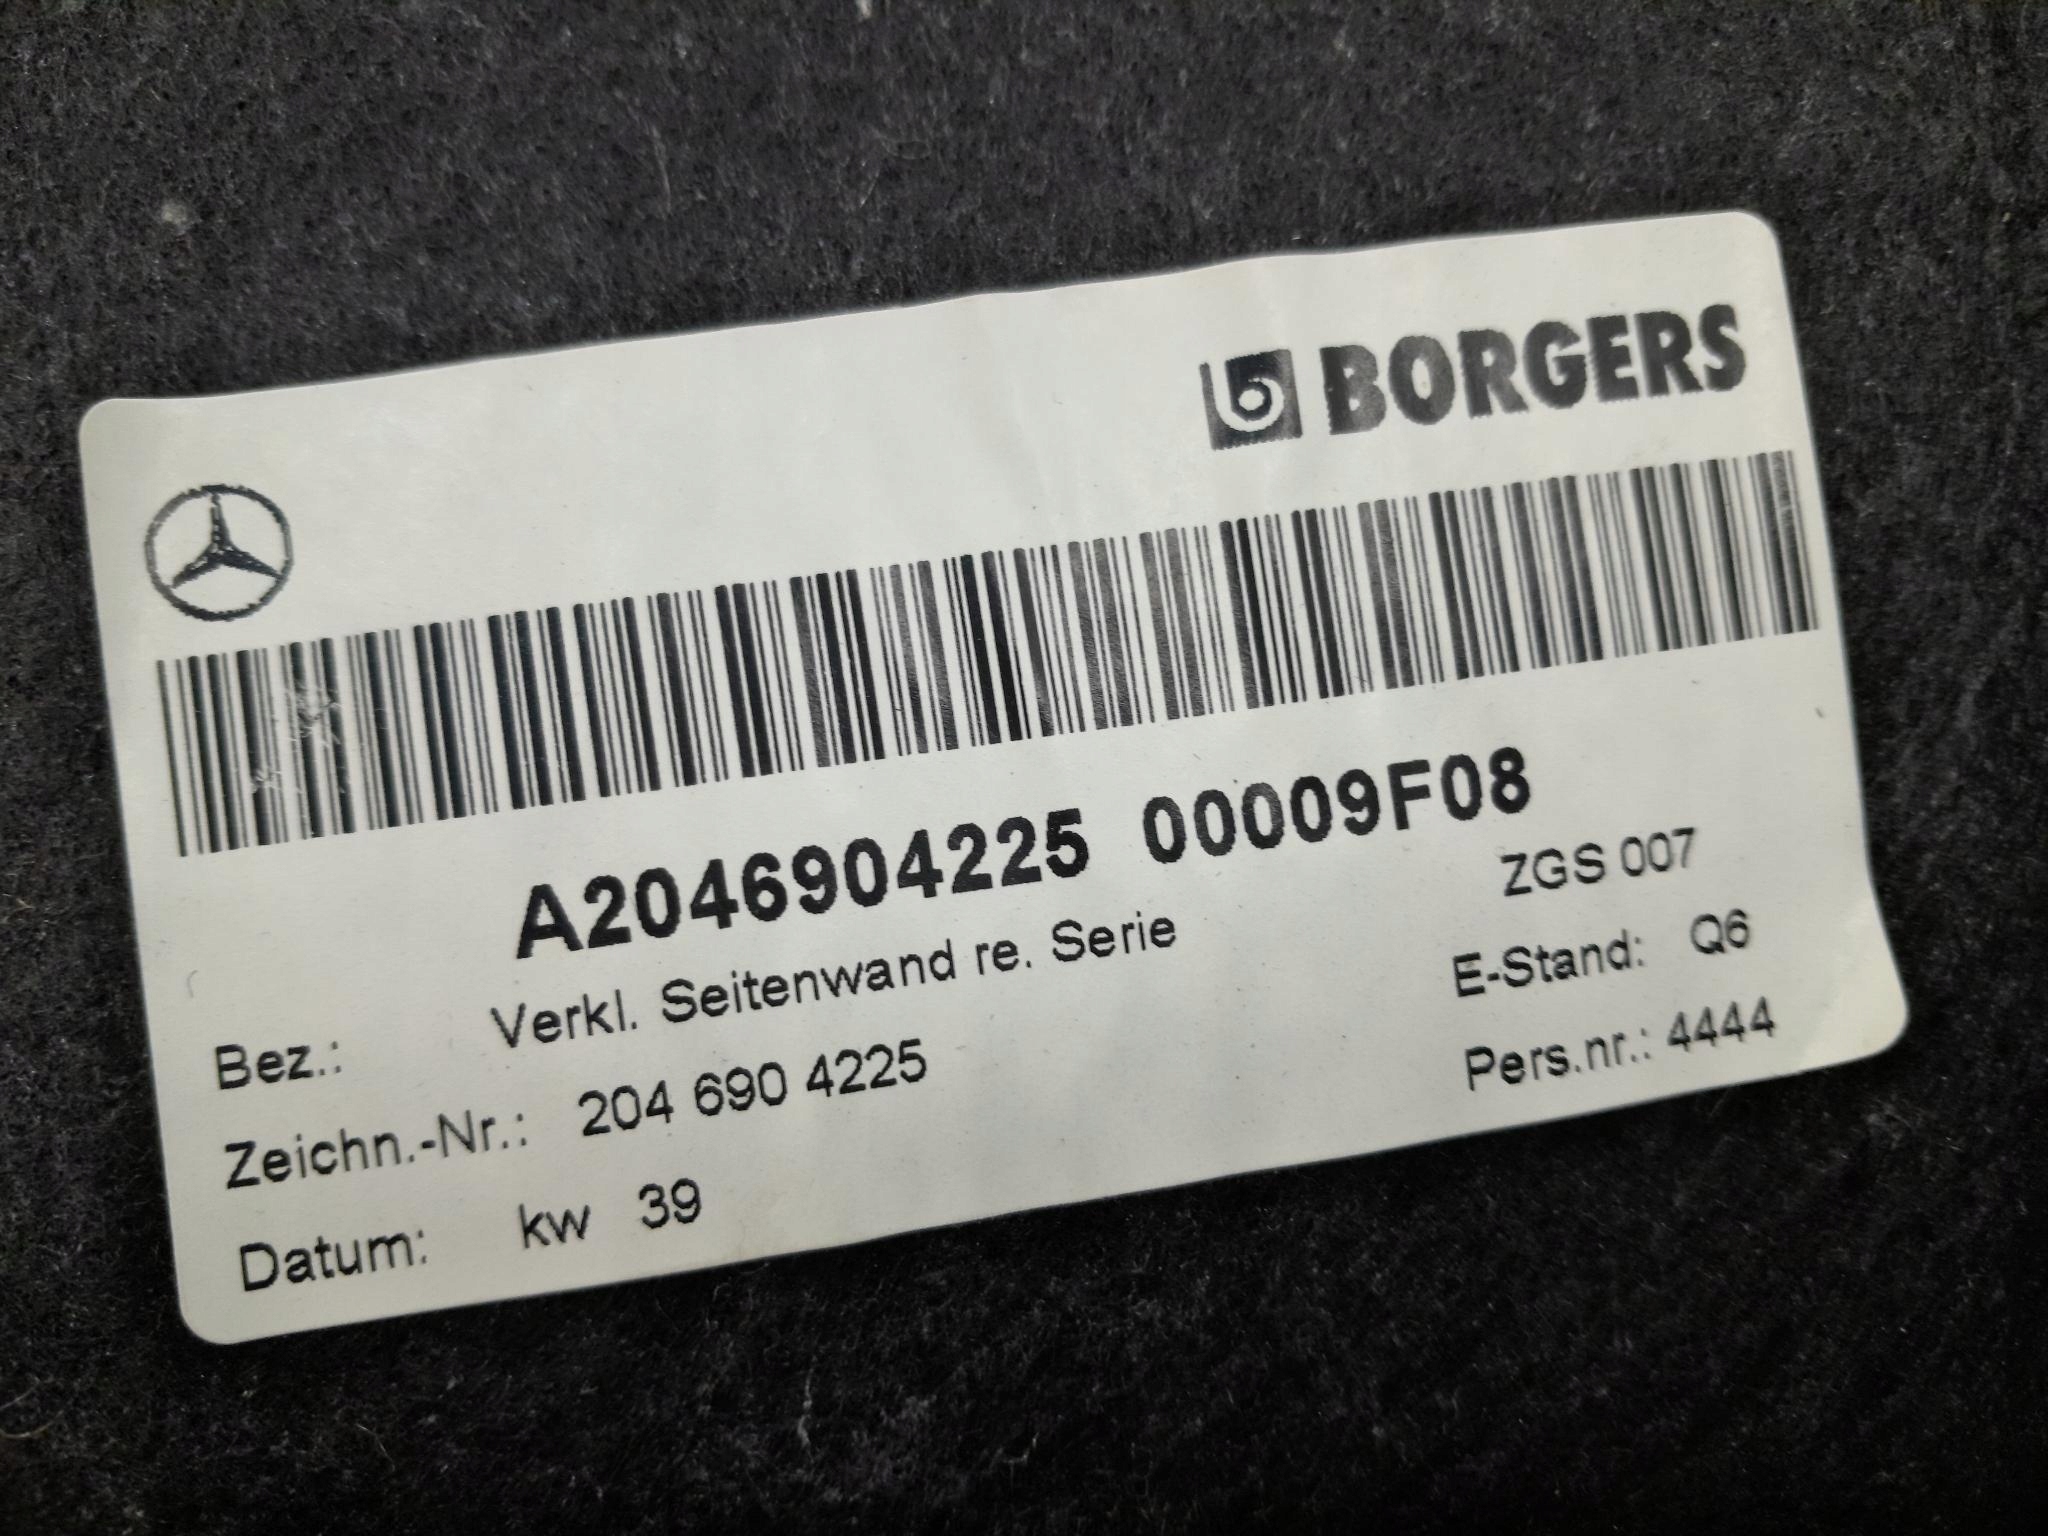 BORGERS
A2046904225 00009F08
ZGS 007
Bez.: Verkl. Seitenwand re. Serie
E-Stand: Q6
Zeichn.-Nr.: 204 690 4225
Pers.nr.: 4444
Datum: kw 39